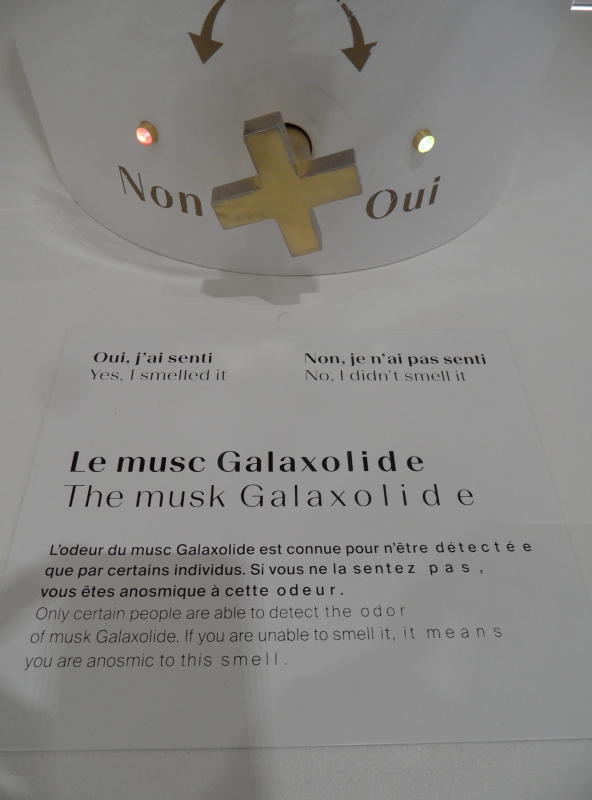 Non
Oui
Oui, j'ai senti
Yes, I smelled it
Non, je n'ai pas senti
No, I didn't smell it
Le musc Galaxolide
The musk Galaxolide
L'odeur du musc Galaxolide est connue pour n'être détectée
que par certains individus. Si vous ne la sentez pas,
vous êtes anosmique à cette odeur.
Only certain people are able to detect the odor
of musk Galaxolide. If you are unable to smell it, it means
you are anosmic to this smell.